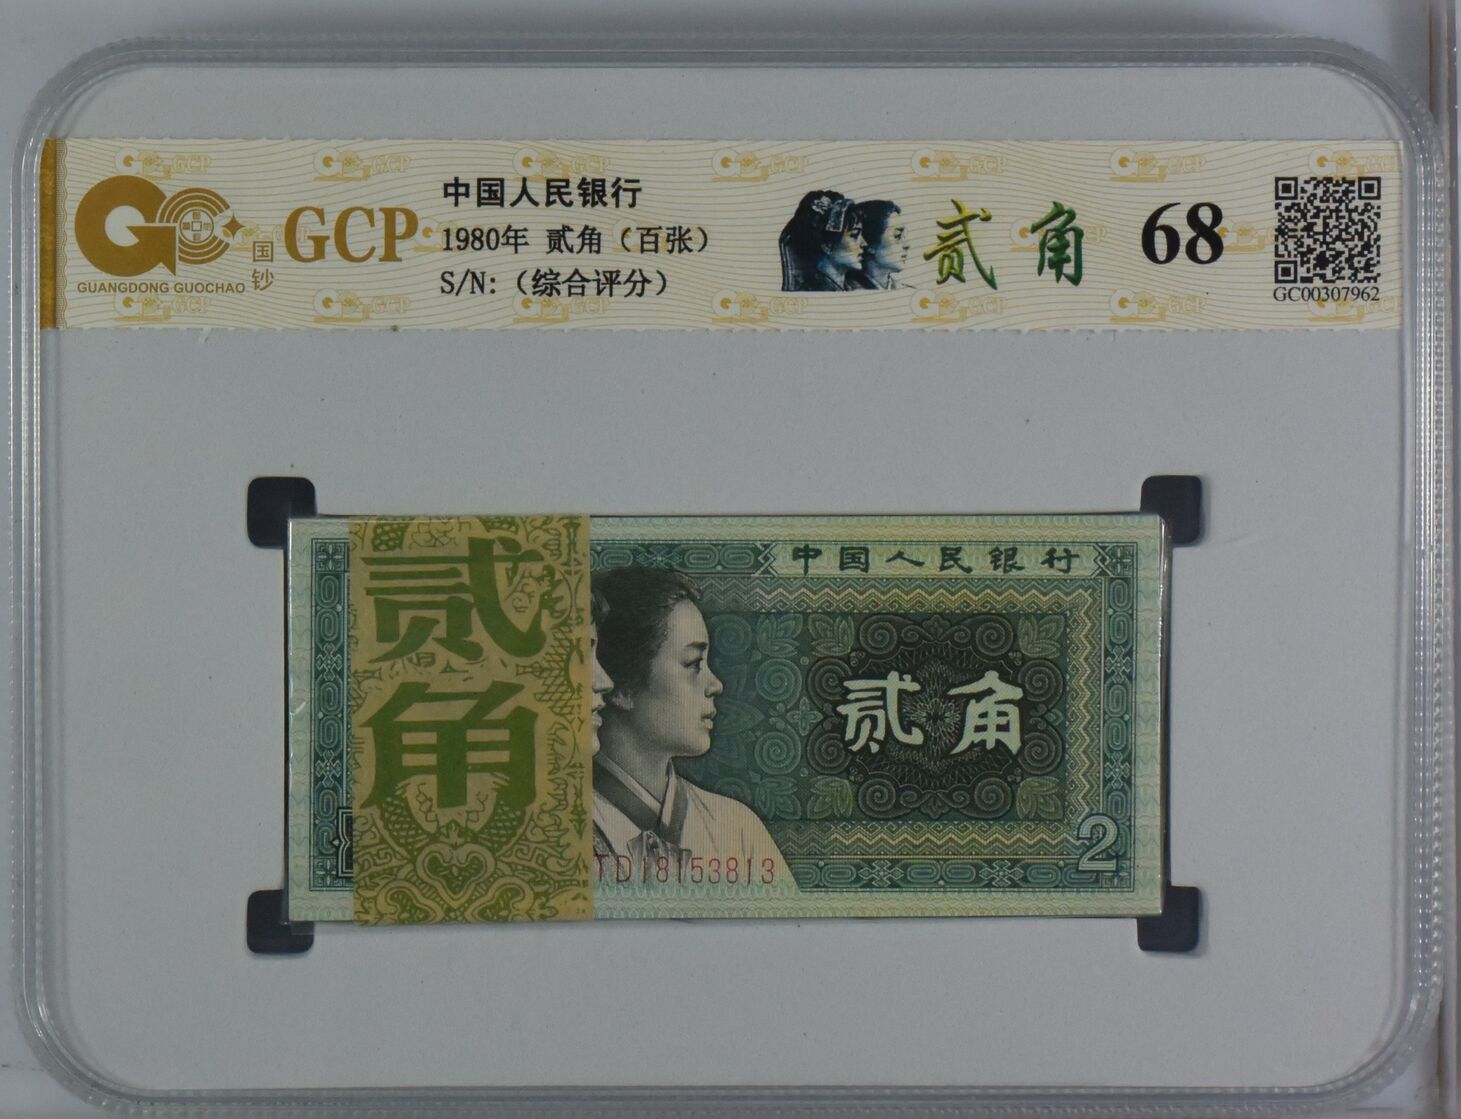 GUANGDONG GUOCHAO
国钞
GCP
中国人民银行
1980年 贰角（百张）
S/N:（综合评分）
贰角
68
GC00307962
贰角
中国人民银行
贰角
TD18153813
2